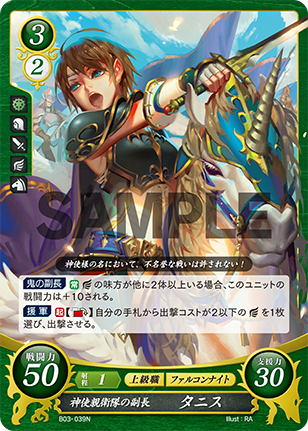 3
2
SAMPLE
神使様の名において、不名誉な戦いは許されない!
鬼の副長 常 の味方が他に2体以上いる場合、このユニットの
戦闘力は+10される。
援軍 起 自分の手札から出撃コストが2以下の を1枚
選び、出撃させる。
戦闘力
50
射程 1
上級職
ファルコンナイト
支援力
30
神使親衛隊の副長 タニス
B03-039N
Illust:RA